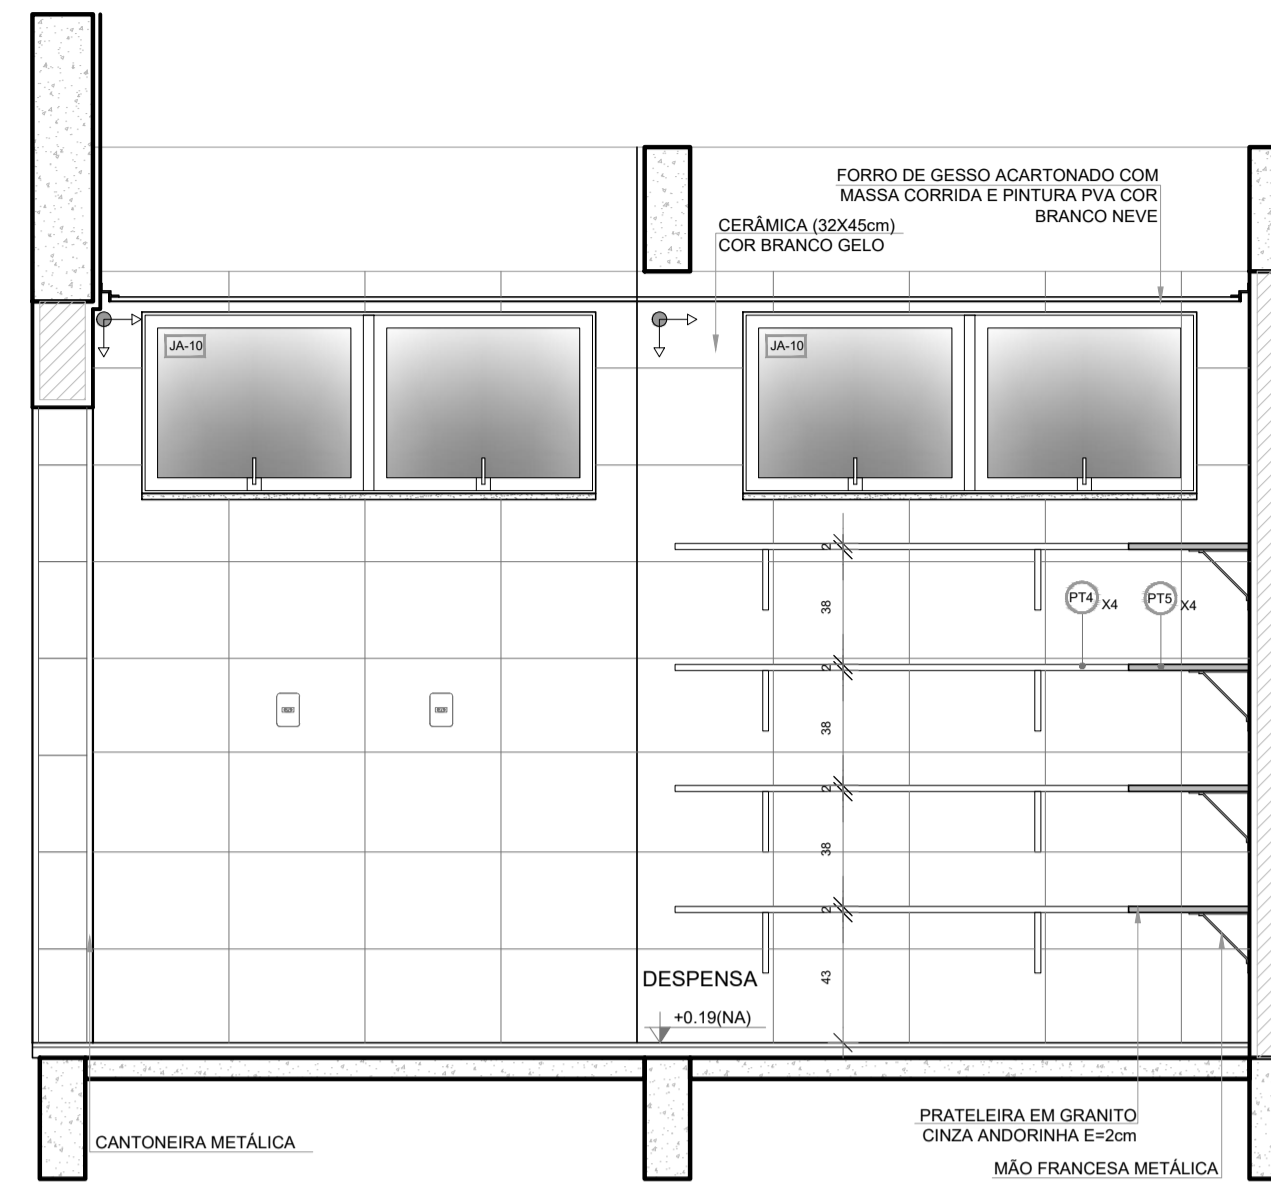 FORRO DE GESSO ACARTONADO COM
MASSA CORRIDA E PINTURA PVA COR
BRANCO NEVE
CERÂMICA (32X45cm)
COR BRANCO GELO
JA-10
JA-10
2
38
PT4 X4
PT5 X4
2
38
2
38
2
43
DESPENSA
+0.19(NA)
CANTONEIRA METÁLICA
PRATELEIRA EM GRANITO
CINZA ANDORINHA E=2cm
MÃO FRANCESA METÁLICA